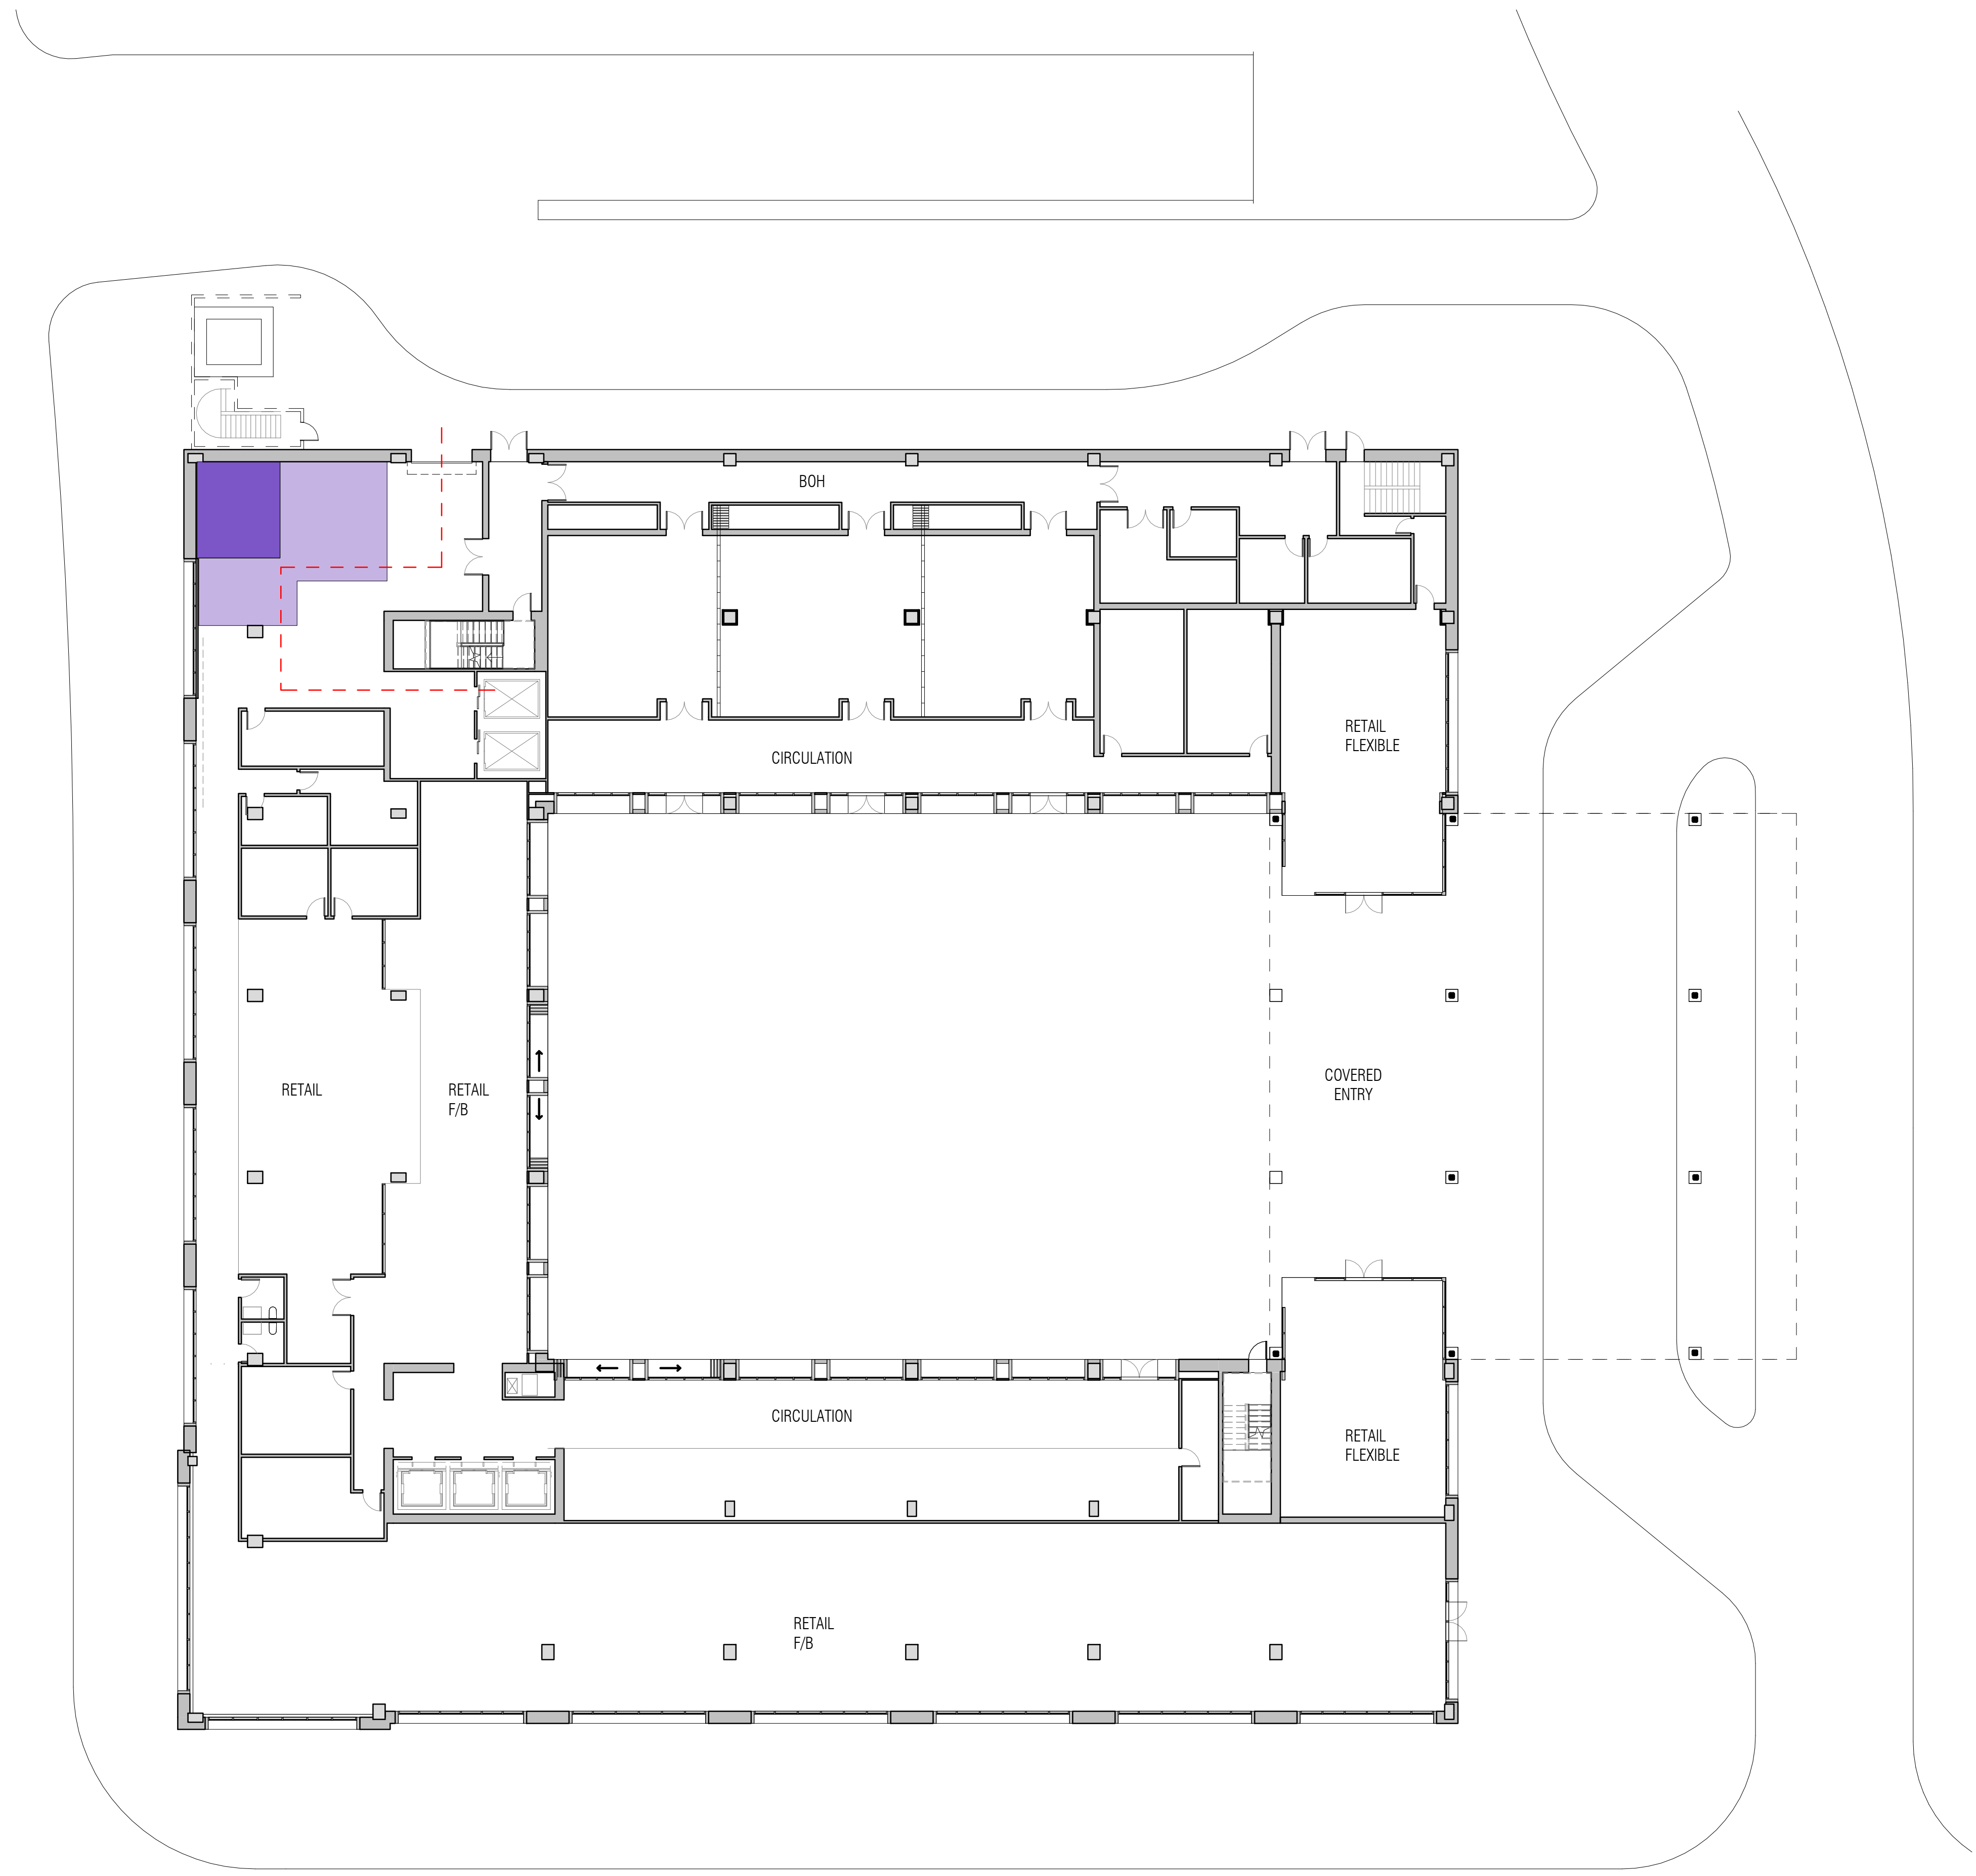 BOH
CIRCULATION
RETAIL
FLEXIBLE
RETAIL
RETAIL
F/B
COVERED
ENTRY
CIRCULATION
RETAIL
FLEXIBLE
RETAIL
F/B